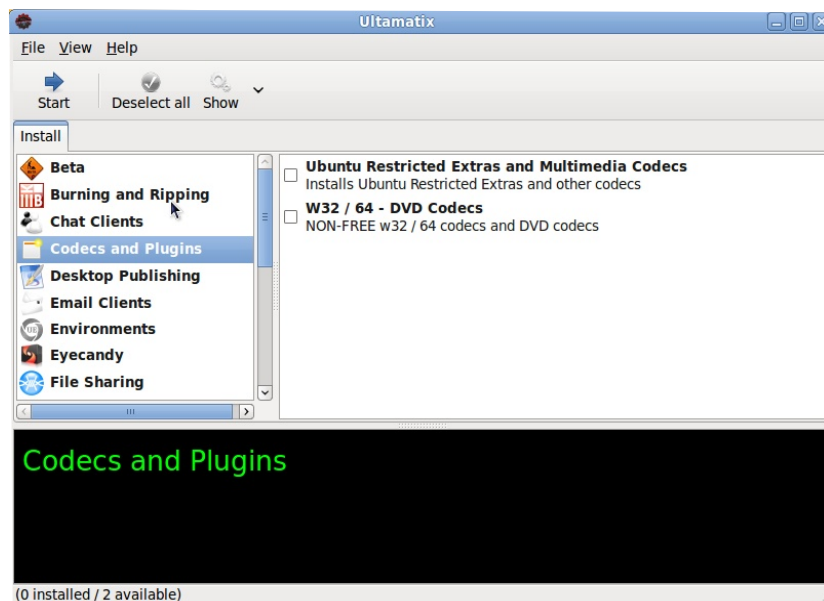 Ultamatix
File View Help
Start Deselect all Show
Install
Beta
Burning and Ripping
Chat Clients
Codecs and Plugins
Desktop Publishing
Email Clients
Environments
Eyecandy
File Sharing
Ubuntu Restricted Extras and Multimedia Codecs
Installs Ubuntu Restricted Extras and other codecs
W32 / 64 - DVD Codecs
NON-FREE w32 / 64 codecs and DVD codecs
Codecs and Plugins
(0 installed / 2 available)